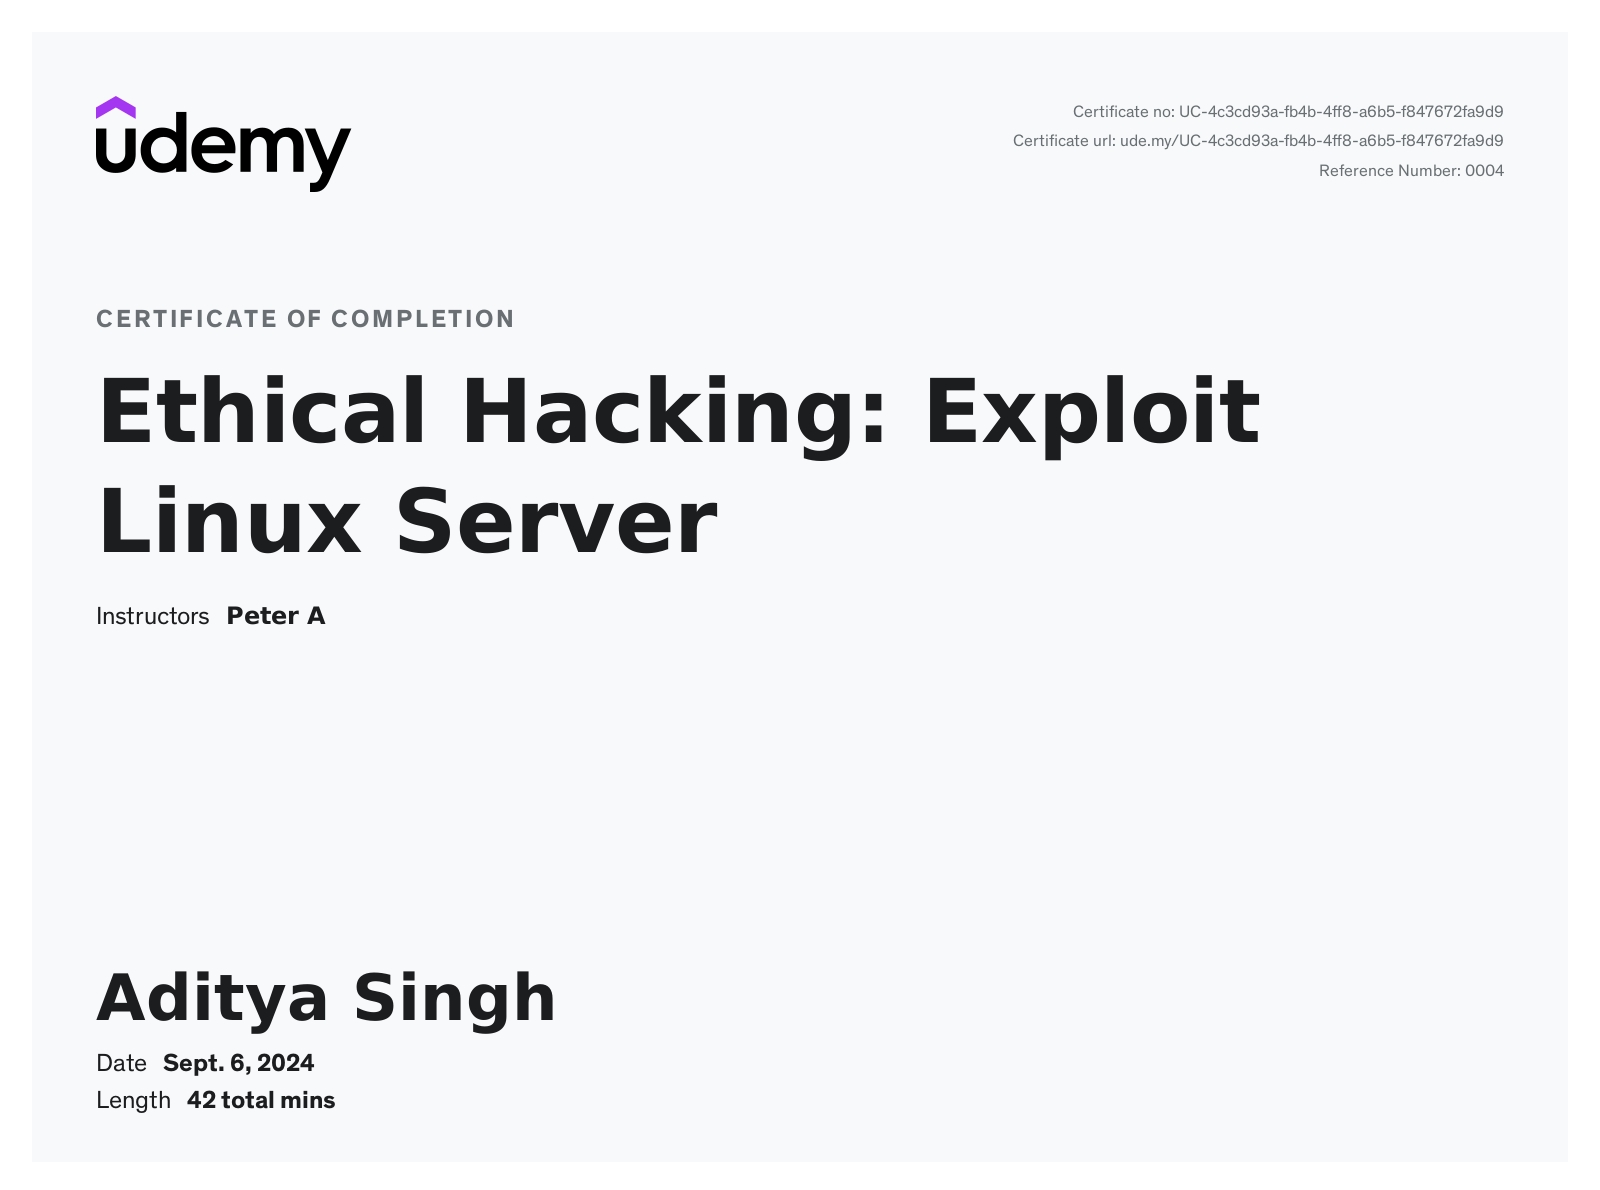 udemy
Certificate no: UC-4c3cd93a-fb4b-4ff8-a6b5-f847672fa9d9
Certificate url: ude.my/UC-4c3cd93a-fb4b-4ff8-a6b5-f847672fa9d9
Reference Number: 0004
CERTIFICATE OF COMPLETION
Ethical Hacking: Exploit
Linux Server
Instructors Peter A
Aditya Singh
Date Sept. 6, 2024
Length 42 total mins